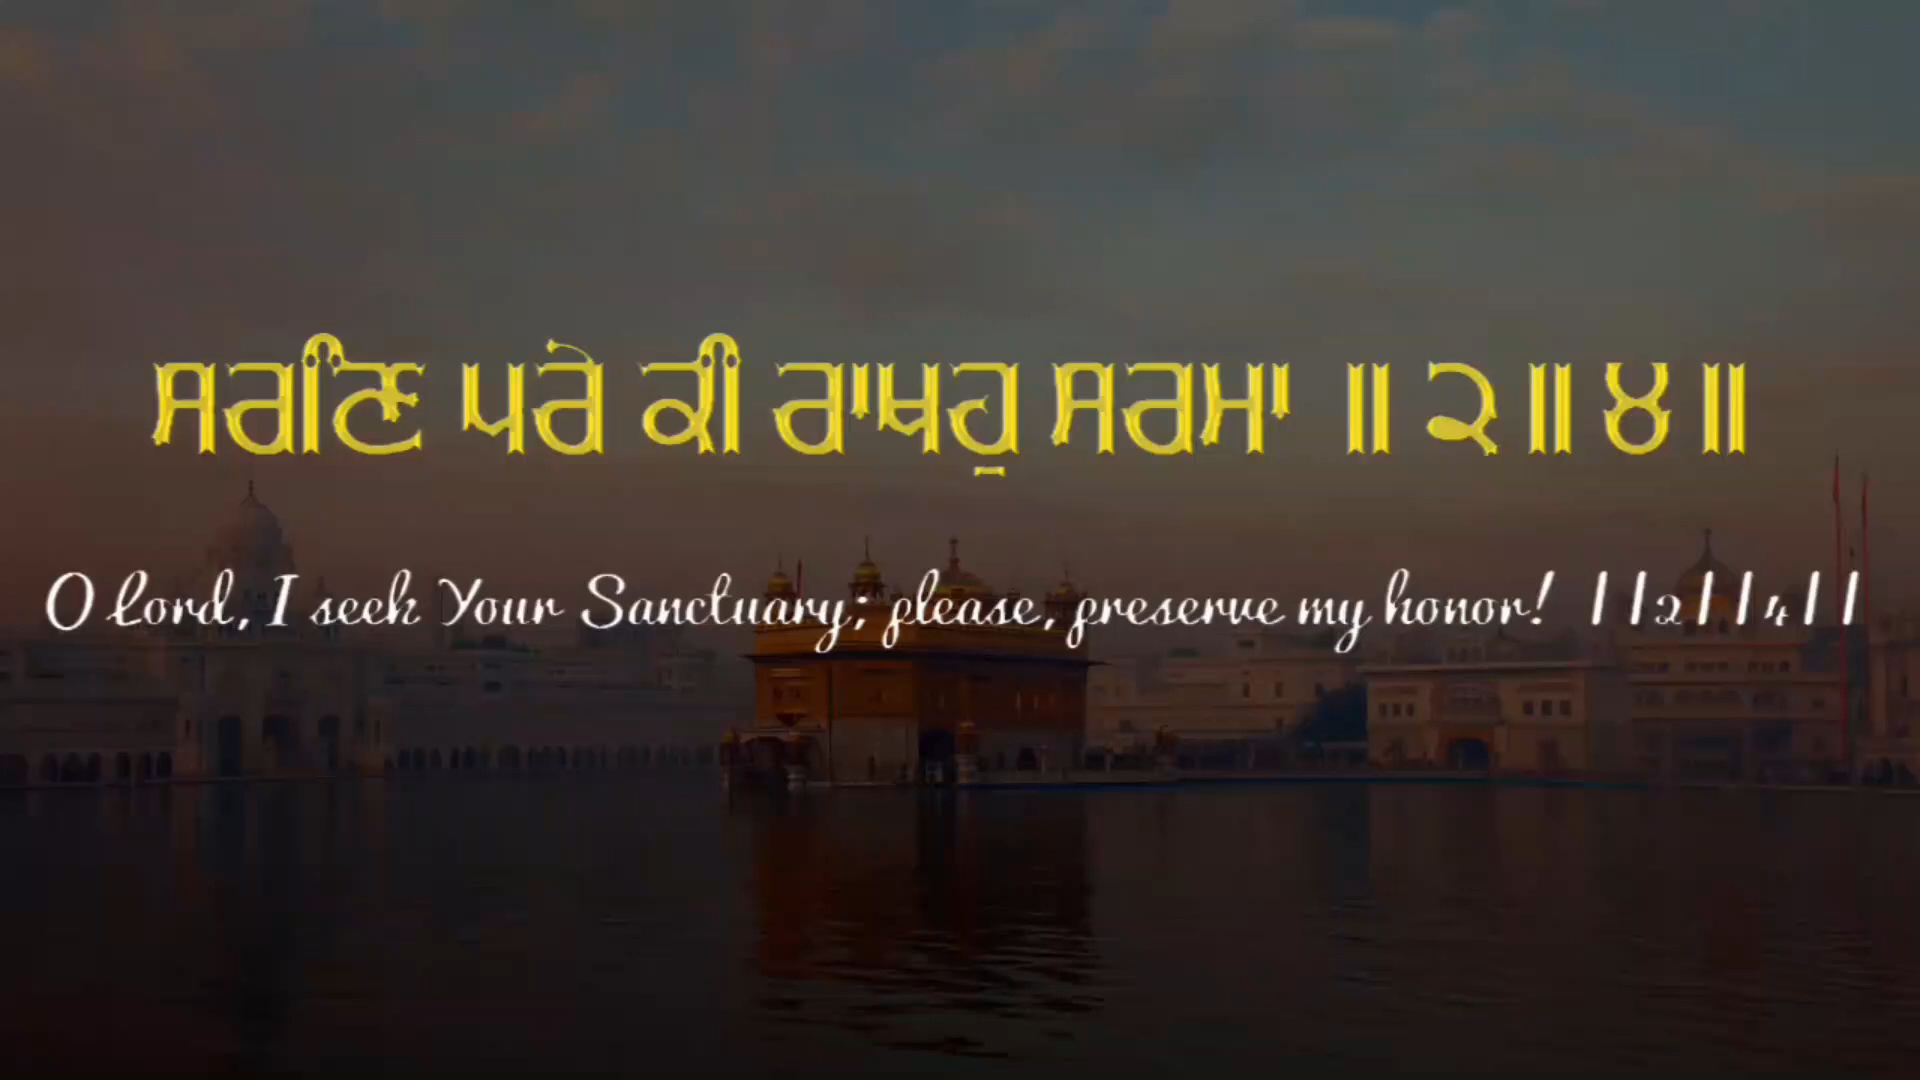 ਸਰਣਿ ਪਰੇ ਕੀ ਰਾਖਹੁ ਸਰਮਾ ॥੨॥੪॥
O Lord, I seek Your Sanctuary; please, preserve my honor! ||2||4||